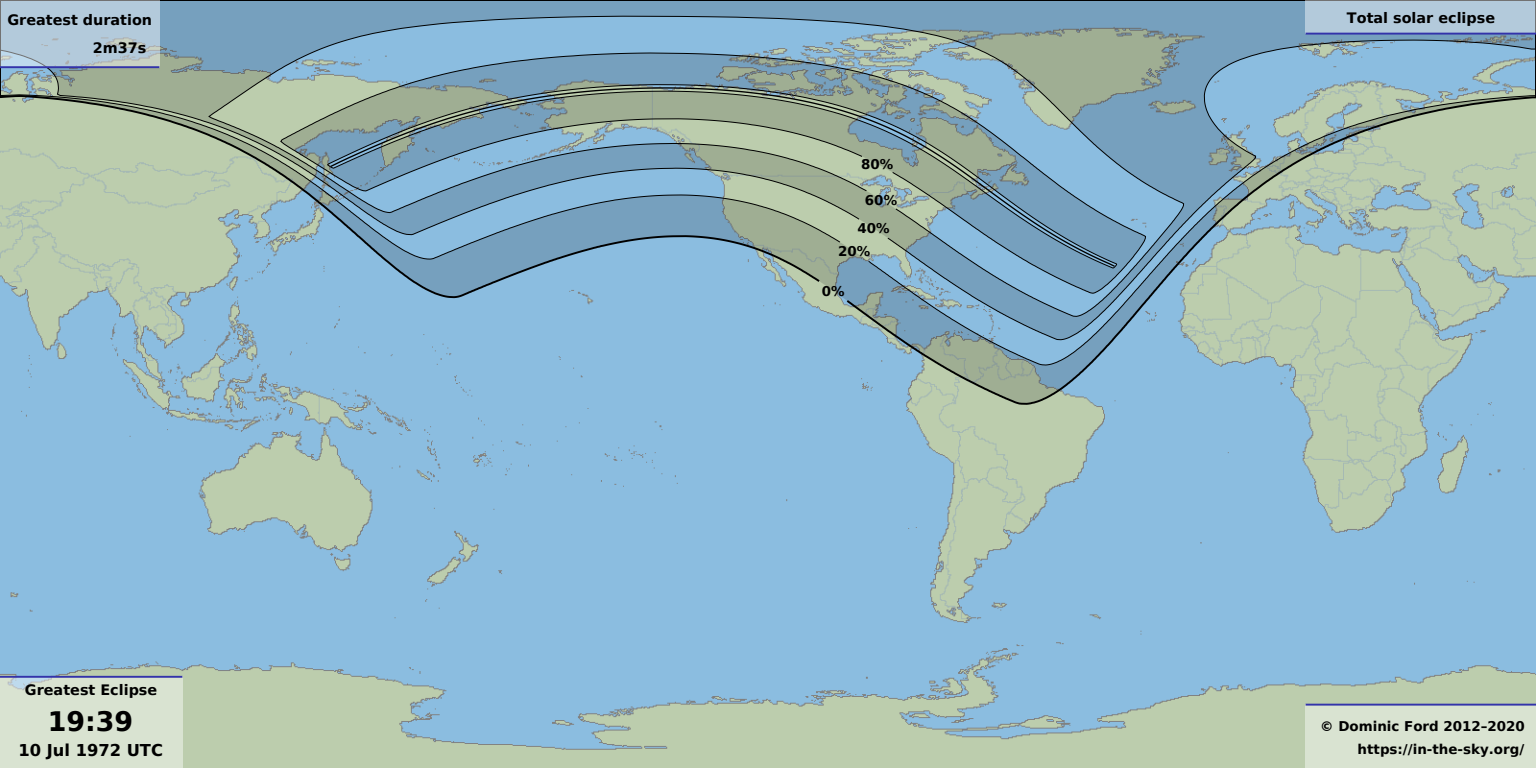 Greatest duration
2m37s
Total solar eclipse
80%
60%
40%
20%
0%
Greatest Eclipse
19:39
10 Jul 1972 UTC
© Dominic Ford 2012–2020
https://in-the-sky.org/